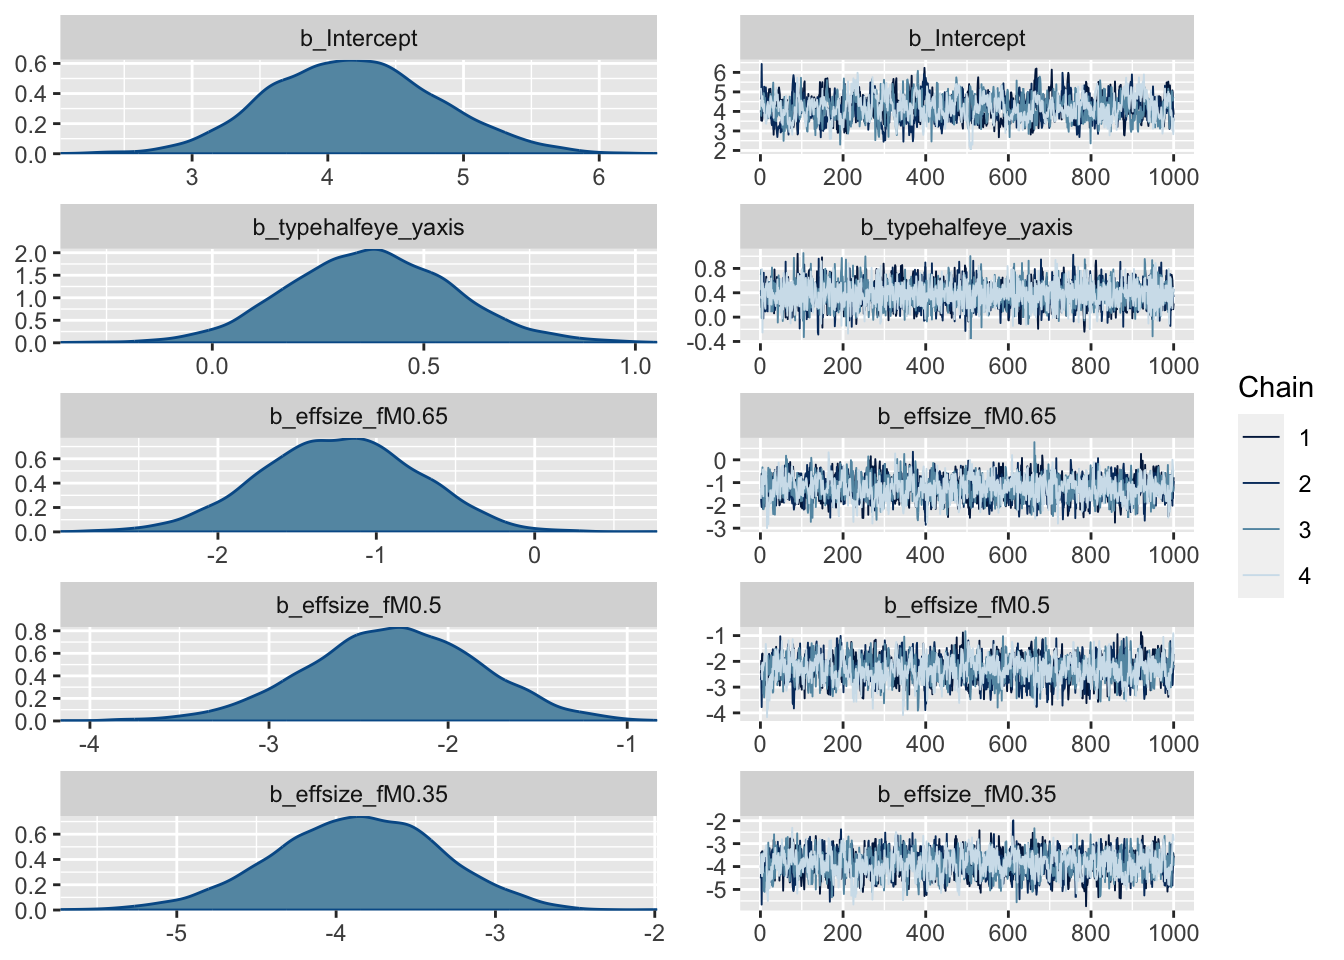 b_Intercept
0.6
0.4
0.2
0.0
3 4 5 6
b_Intercept
6
5
4
3
2
0 200 400 600 800 1000
b_typehalfeye_yaxis
2.0
1.5
1.0
0.5
0.0
0.0 0.5 1.0
b_typehalfeye_yaxis
0.8
0.4
0.0
-0.4
0 200 400 600 800 1000
b_effsize_fM0.65
0.6
0.4
0.2
0.0
-2 -1 0
b_effsize_fM0.65
0
-1
-2
-3
0 200 400 600 800 1000
b_effsize_fM0.5
0.8
0.6
0.4
0.2
0.0
-4 -3 -2 -1
b_effsize_fM0.5
-1
-2
-3
-4
0 200 400 600 800 1000
b_effsize_fM0.35
0.6
0.4
0.2
0.0
-5 -4 -3 -2
b_effsize_fM0.35
-2
-3
-4
-5
0 200 400 600 800 1000
Chain
1
2
3
4